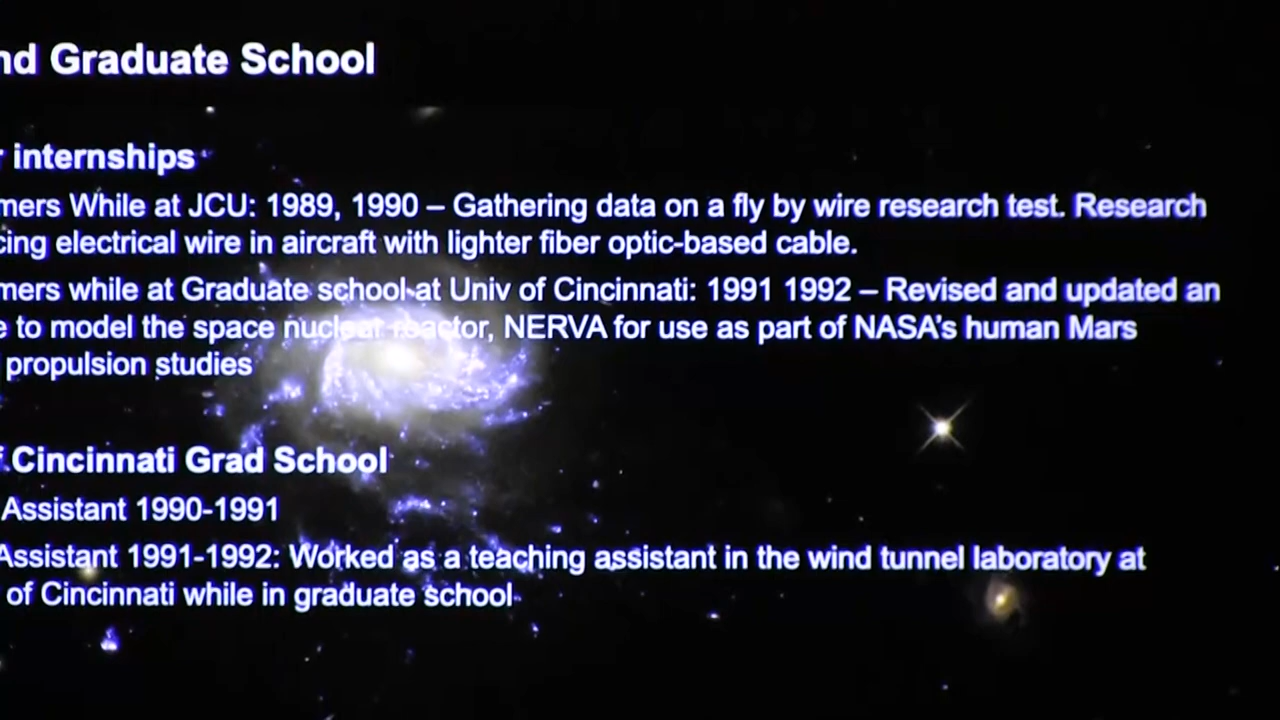 nd Graduate School
r internships
mers While at JCU: 1989, 1990 – Gathering data on a fly by wire research test. Research
cing electrical wire in aircraft with lighter fiber optic-based cable.
mers while at Graduate school at Univ of Cincinnati: 1991 1992 – Revised and updated an
e to model the space nuclear reactor, NERVA for use as part of NASA’s human Mars
propulsion studies
f Cincinnati Grad School
Assistant 1990-1991
Assistant 1991-1992: Worked as a teaching assistant in the wind tunnel laboratory at
of Cincinnati while in graduate school